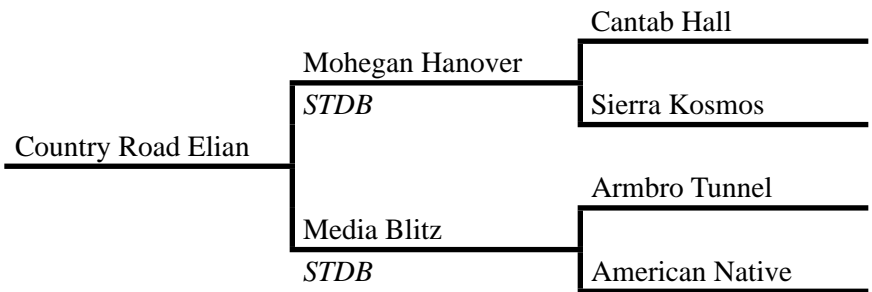 Cantab Hall
Mohegan Hanover
STDB
Sierra Kosmos
Country Road Elian
Armbro Tunnel
Media Blitz
STDB
American Native